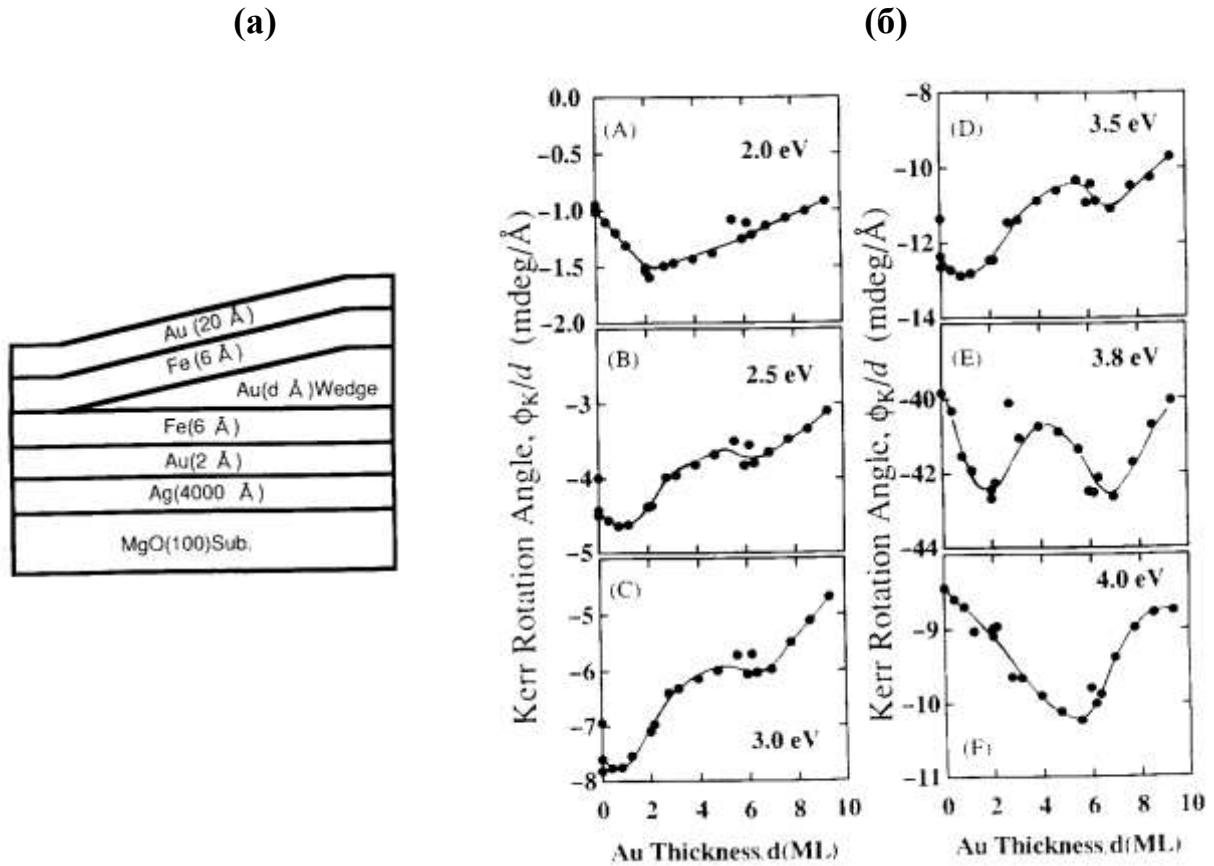 (а)
(б)
Au (20 Å)
Fe (6 Å)
Au(d Å)Wedge
Fe(6 Å)
Au(2 Å)
Ag(4000 Å)
MgO(100)Sub.
Kerr Rotation Angle, ϕK/d (mdeg/Å)
0.0
−0.5
−1.0
−1.5
−2.0
(A)
2.0 eV
−3
−4
−5
(B)
2.5 eV
−5
−6
−7
−8
(C)
3.0 eV
0 2 4 6 8 10
Au Thickness,d(ML)
Kerr Rotation Angle, ϕK/d (mdeg/Å)
−8
−10
−12
−14
(D)
3.5 eV
−40
−42
−44
(E)
3.8 eV
−9
−10
−11
(F)
4.0 eV
0 2 4 6 8 10
Au Thickness,d(ML)